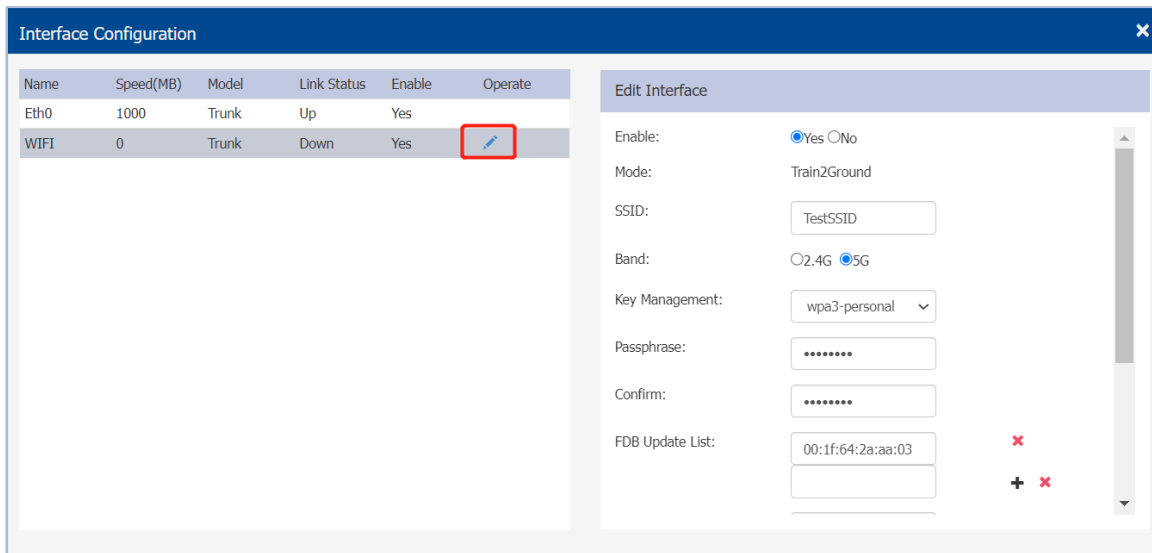 Interface Configuration
Name Speed(MB) Model Link Status Enable Operate
Eth0 1000 Trunk Up Yes
WIFI 0 Trunk Down Yes
Edit Interface
Enable: Yes No
Mode: Train2Ground
SSID: TestSSID
Band: 2.4G 5G
Key Management: wpa3-personal
Passphrase: ••••••••
Confirm: ••••••••
FDB Update List: 00:1f:64:2a:aa:03